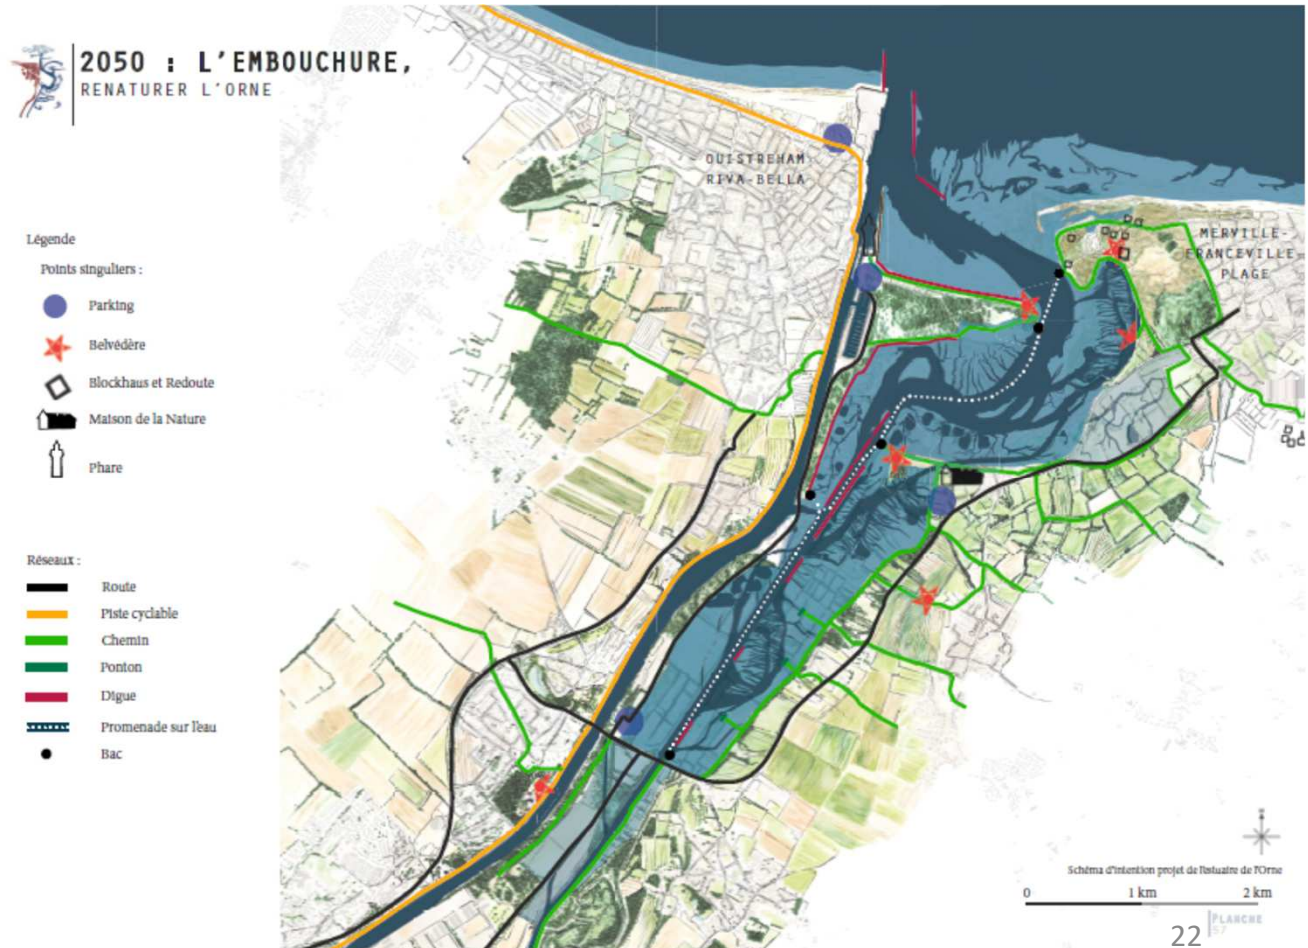 2050 : L'EMBOUCHURE,
RENATURER L'ORNE
OUISTREHAM
RIVA-BELLA
MERVILLE-
FRANCEVILLE-
PLAGE
Légende
Points singuliers :
Parking
Belvédère
Blockhaus et Redoute
Maison de la Nature
Phare
Réseaux :
Route
Piste cyclable
Chemin
Ponton
Digue
Promenade sur l'eau
Bac
Schéma d'intention projet de l'estuaire de l'Orne
0 1 km 2 km
PLANCHE
57
22